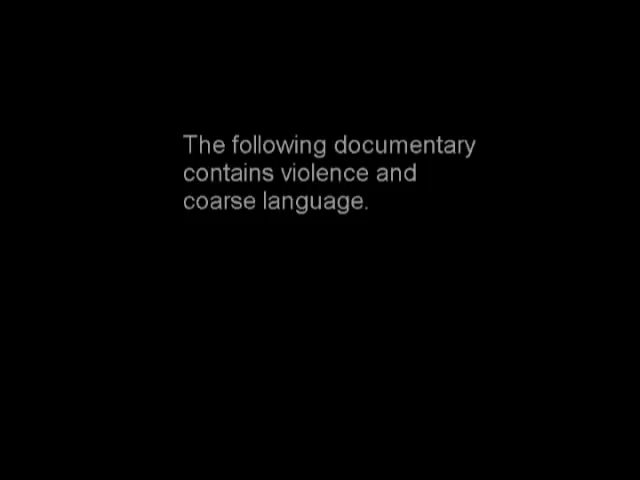 The following documentary
contains violence and
coarse language.